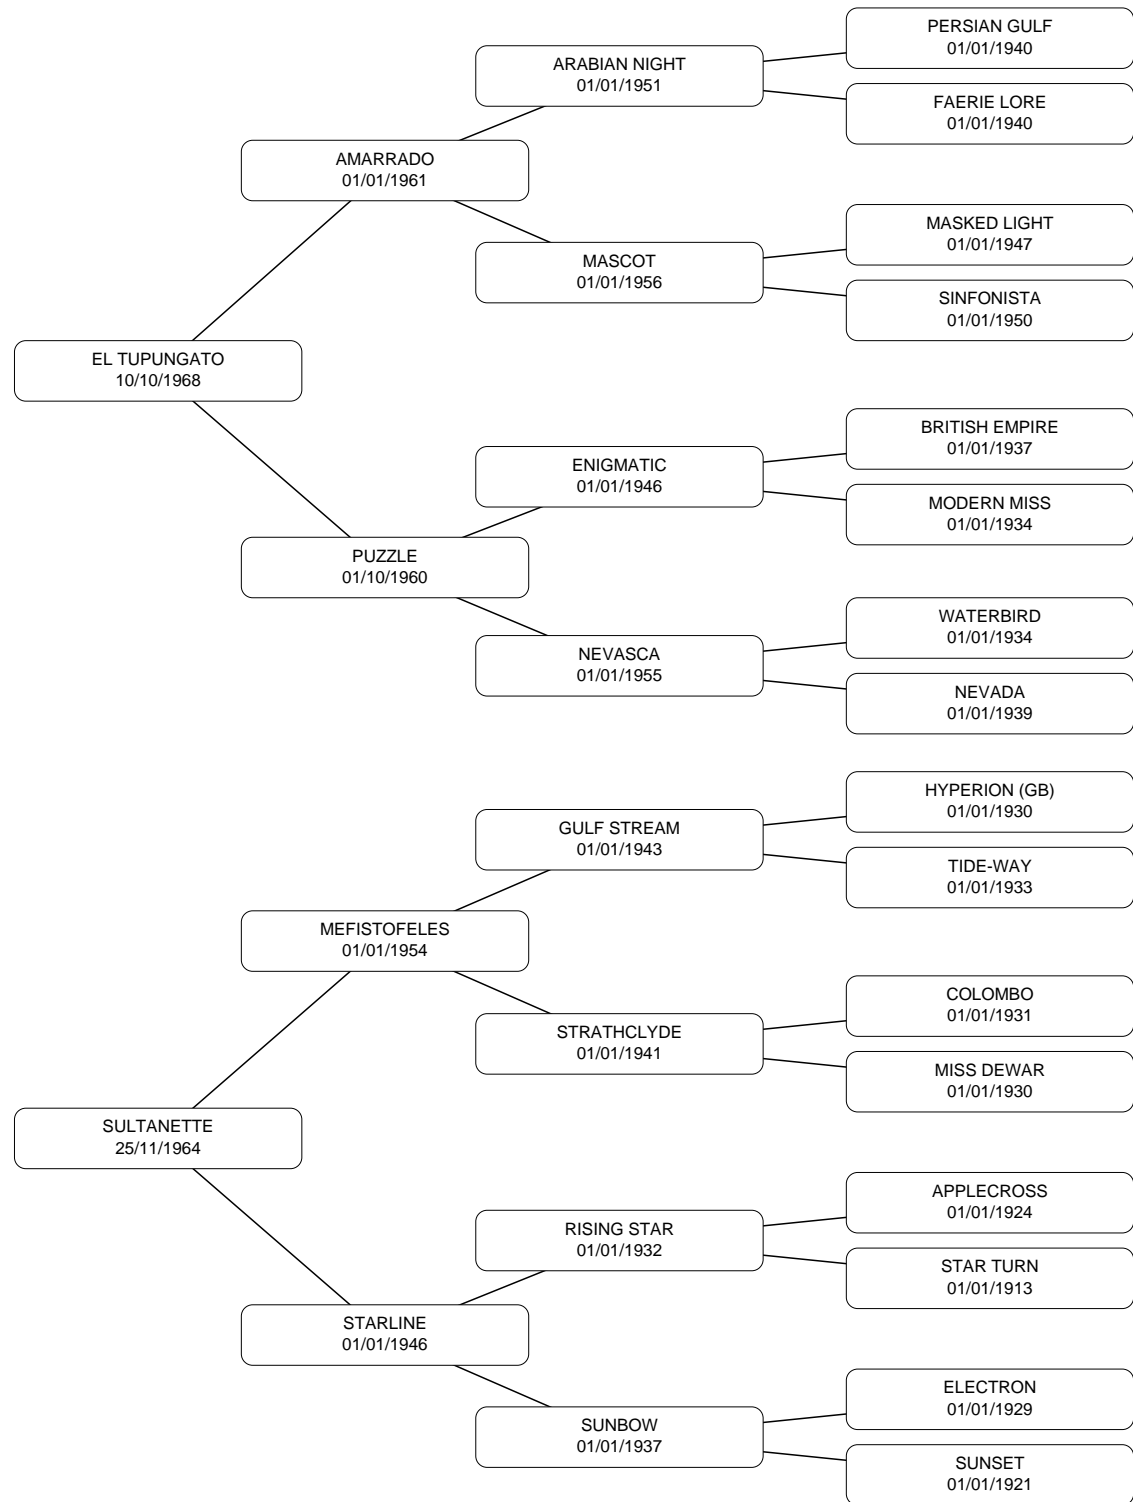 PERSIAN GULF
01/01/1940
ARABIAN NIGHT
01/01/1951
FAERIE LORE
01/01/1940
AMARRADO
01/01/1961
MASKED LIGHT
01/01/1947
MASCOT
01/01/1956
SINFONISTA
01/01/1950
EL TUPUNGATO
10/10/1968
BRITISH EMPIRE
01/01/1937
ENIGMATIC
01/01/1946
MODERN MISS
01/01/1934
PUZZLE
01/10/1960
WATERBIRD
01/01/1934
NEVASCA
01/01/1955
NEVADA
01/01/1939
HYPERION (GB)
01/01/1930
GULF STREAM
01/01/1943
TIDE-WAY
01/01/1933
MEFISTOFELES
01/01/1954
COLOMBO
01/01/1931
STRATHCLYDE
01/01/1941
MISS DEWAR
01/01/1930
SULTANETTE
25/11/1964
APPLECROSS
01/01/1924
RISING STAR
01/01/1932
STAR TURN
01/01/1913
STARLINE
01/01/1946
ELECTRON
01/01/1929
SUNBOW
01/01/1937
SUNSET
01/01/1921